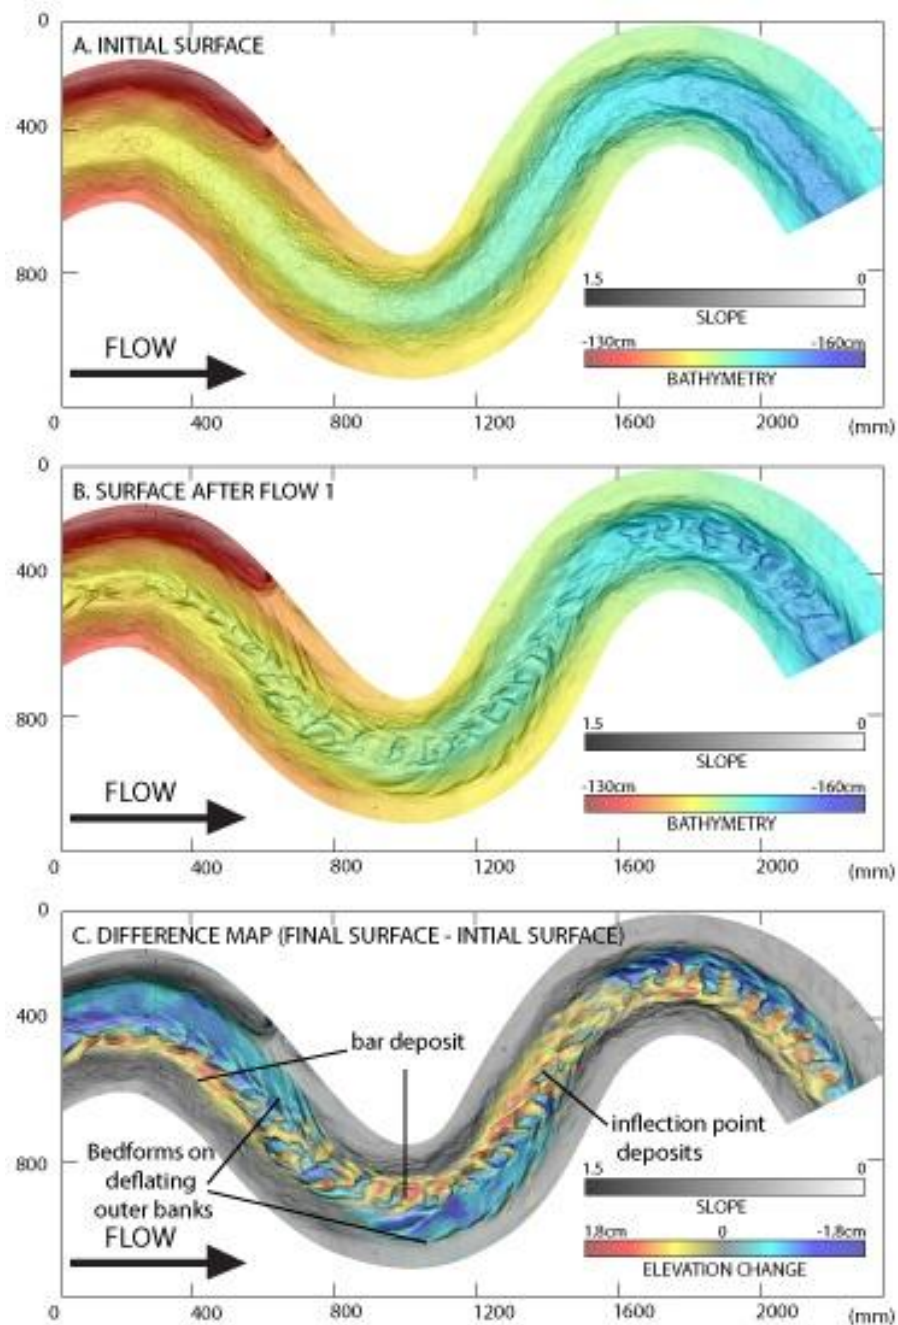 A. INITIAL SURFACE
0
400
800
1.5 0
SLOPE
-130cm -160cm
BATHYMETRY
FLOW
0 400 800 1200 1600 2000 (mm)
B. SURFACE AFTER FLOW 1
0
400
800
1.5 0
SLOPE
-130cm -160cm
BATHYMETRY
FLOW
0 400 800 1200 1600 2000 (mm)
C. DIFFERENCE MAP (FINAL SURFACE - INTIAL SURFACE)
0
400
800
bar deposit
inflection point
deposits
Bedforms on
deflating
outer banks
FLOW
1.5 0
SLOPE
1.8cm 0 -1.8cm
ELEVATION CHANGE
0 400 800 1200 1600 2000 (mm)